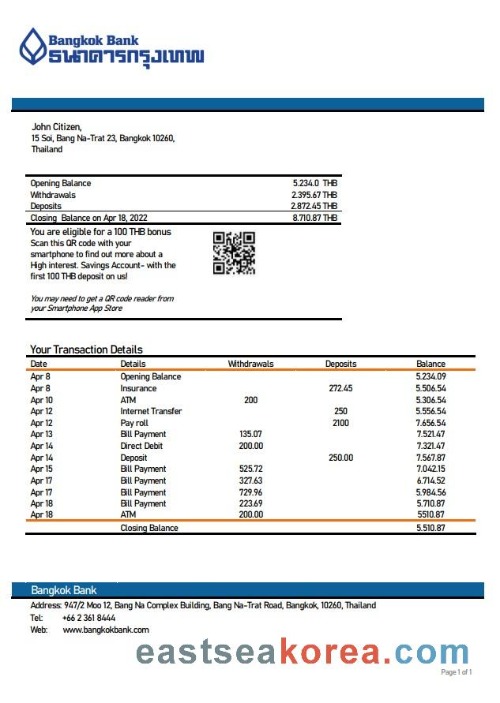 Bangkok Bank
ธนาคารกรุงเทพ
John Citizen,
15 Soi, Bang Na-Trat 23, Bangkok 10260,
Thailand
Opening Balance 5.234.0 THB
Withdrawals 2.395.67 THB
Deposits 2.872.45 THB
Closing Balance on Apr 18, 2022 8.710.87 THB
You are eligible for a 100 THB bonus
Scan this QR code with your
smartphone to find out more about a
High interest. Savings Account- with the
first 100 THB deposit on us!
You may need to get a QR code reader from
your Smartphone App Store
Your Transaction Details
Date Details Withdrawals Deposits Balance
Apr 8 Opening Balance 5.234.09
Apr 8 Insurance 272.45 5.506.54
Apr 10 ATM 200 5.306.54
Apr 12 Internet Transfer 250 5.556.54
Apr 12 Pay roll 2100 7.656.54
Apr 13 Bill Payment 135.07 7.521.47
Apr 14 Direct Debit 200.00 7.321.47
Apr 14 Deposit 250.00 7.567.87
Apr 15 Bill Payment 525.72 7.042.15
Apr 17 Bill Payment 327.63 6.714.52
Apr 17 Bill Payment 729.96 5.984.56
Apr 18 Bill Payment 223.69 5.710.87
Apr 18 ATM 200.00 5510.87
Closing Balance 5.510.87
Bangkok Bank
Address: 947/2 Moo 12, Bang Na Complex Building, Bang Na-Trat Road, Bangkok, 10260, Thailand
Tel: +66 2 361 8444
Web: www.bangkokbank.com
eastseakorea.com
Page 1 of 1